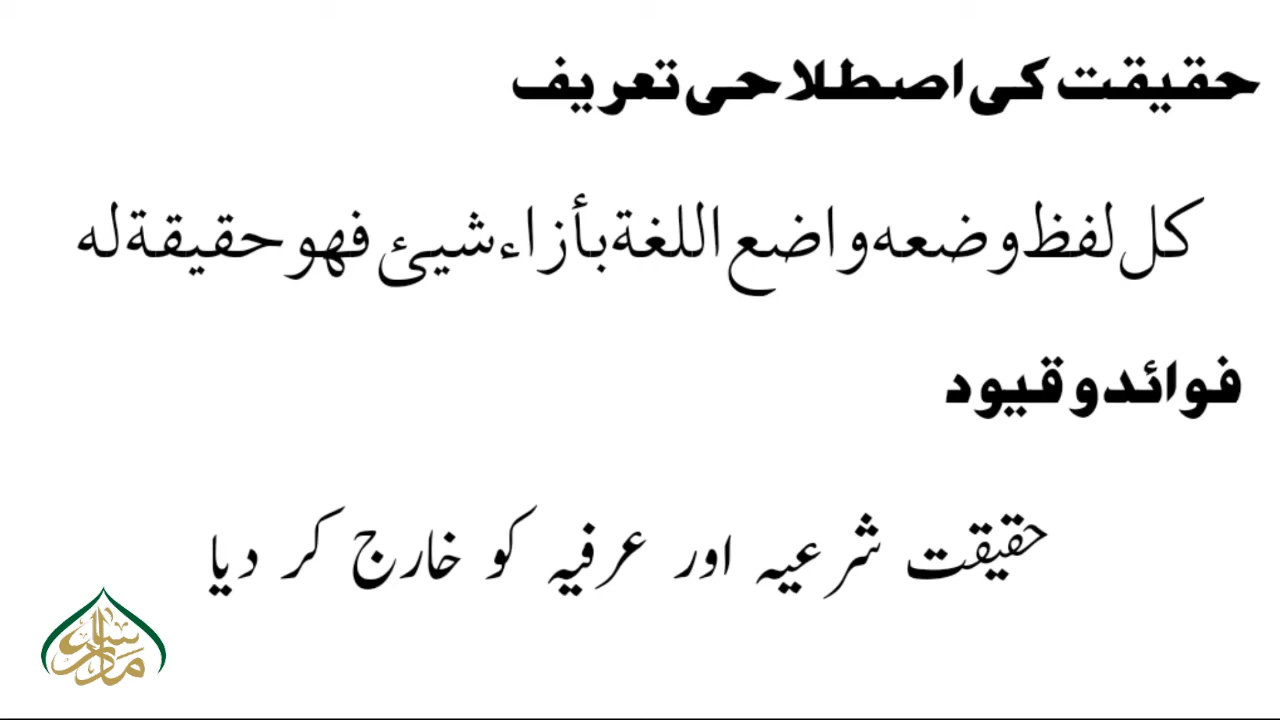 حقیقت کی اصطلاحی تعریف
كل لفظ وضعه واضع اللغة بأزاء شيئ فهو حقيقة له
فوائد و قیود
حقیقت شرعیہ اور عرفیہ کو خارج کر دیا